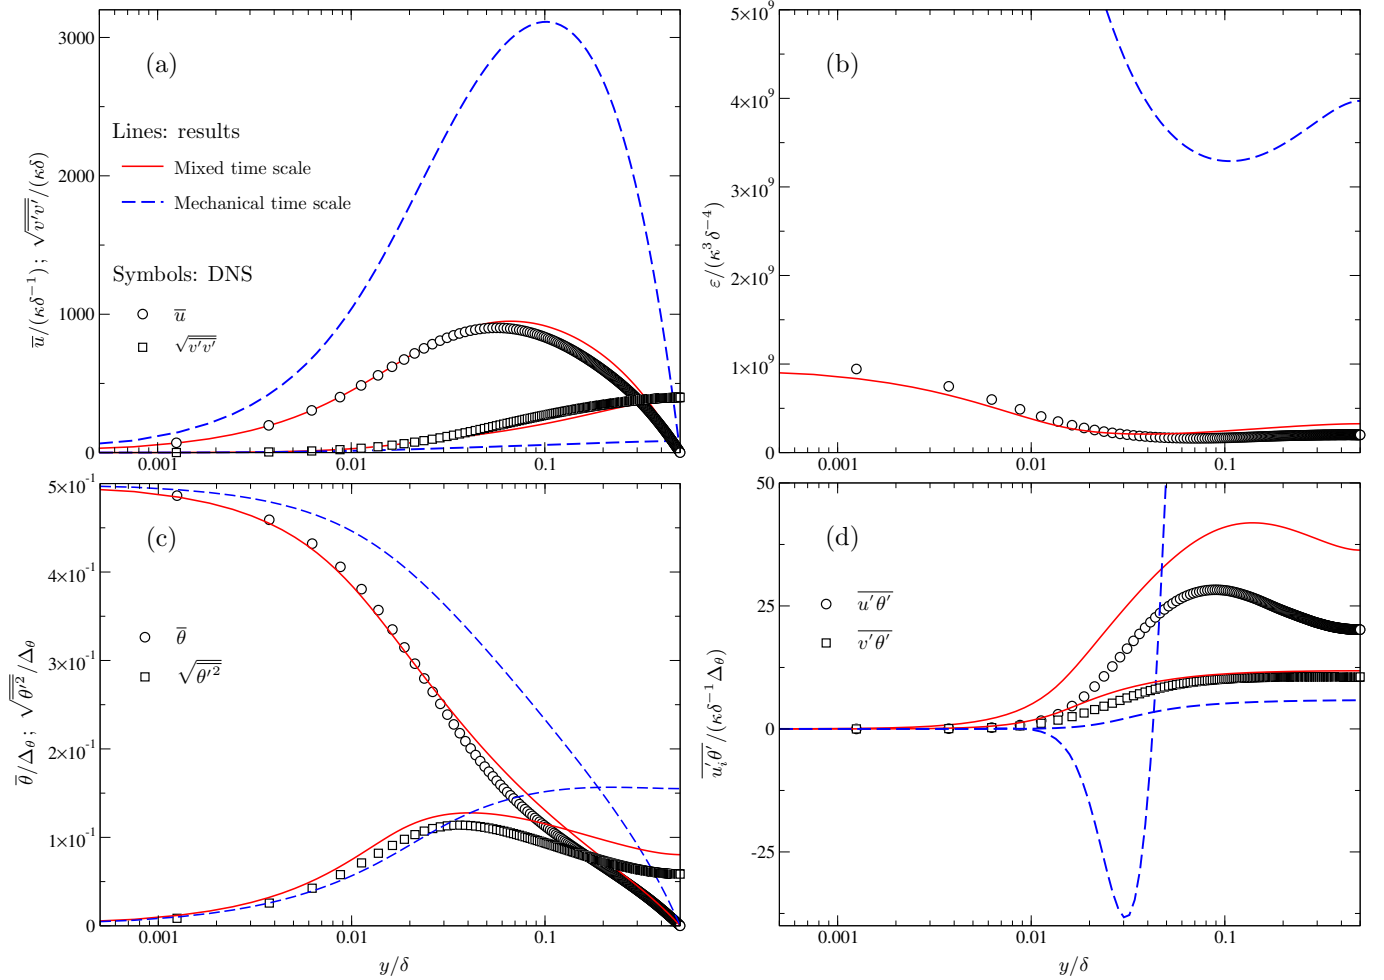 (a)
3000
2000
1000
0
u̅/(κδ⁻¹) ; √v′v′/(κδ)
Lines: results
Mixed time scale
Mechanical time scale
Symbols: DNS
u̅
√v′v′
0.001 0.01 0.1
(b)
5×10⁹
4×10⁹
3×10⁹
2×10⁹
1×10⁹
0
ε/(κ³δ⁻⁴)
0.001 0.01 0.1
(c)
5×10⁻¹
4×10⁻¹
3×10⁻¹
2×10⁻¹
1×10⁻¹
0
θ̅/Δθ ; √θ′²/Δθ
θ̅
√θ′²
0.001 0.01 0.1
y/δ
(d)
50
25
0
-25
u′ᵢθ′/(κδ⁻¹Δθ)
u′θ′
v′θ′
0.001 0.01 0.1
y/δ